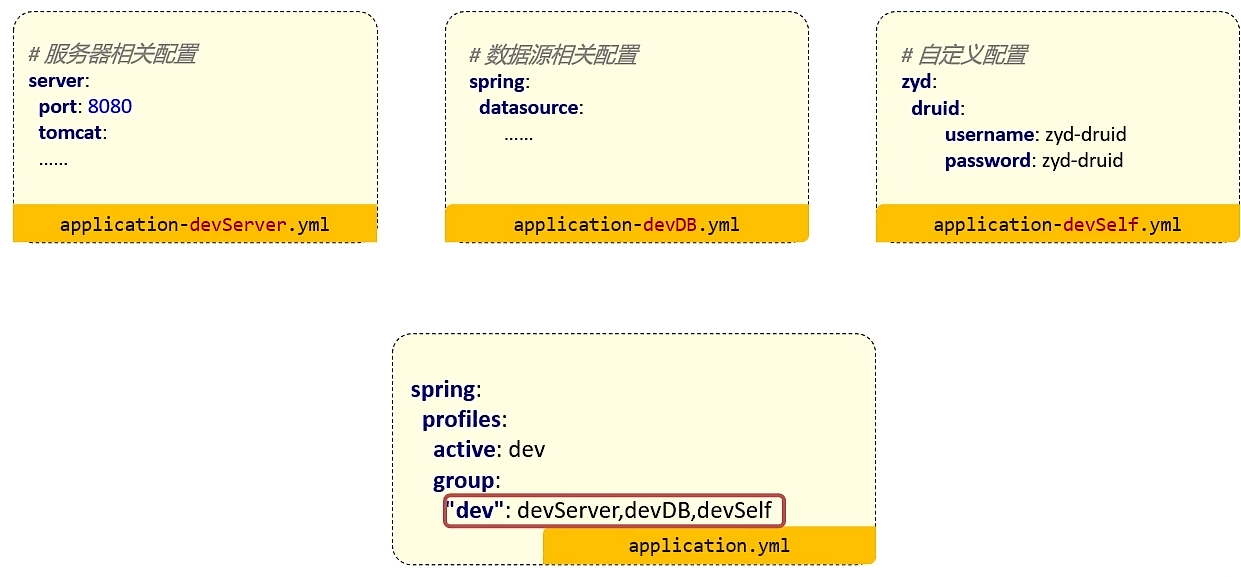 # 服务器相关配置
server:
port: 8080
tomcat:
......
application-devServer.yml
# 数据源相关配置
spring:
datasource:
......
application-devDB.yml
# 自定义配置
zyd:
druid:
username: zyd-druid
password: zyd-druid
application-devSelf.yml
spring:
profiles:
active: dev
group:
"dev": devServer,devDB,devSelf
application.yml